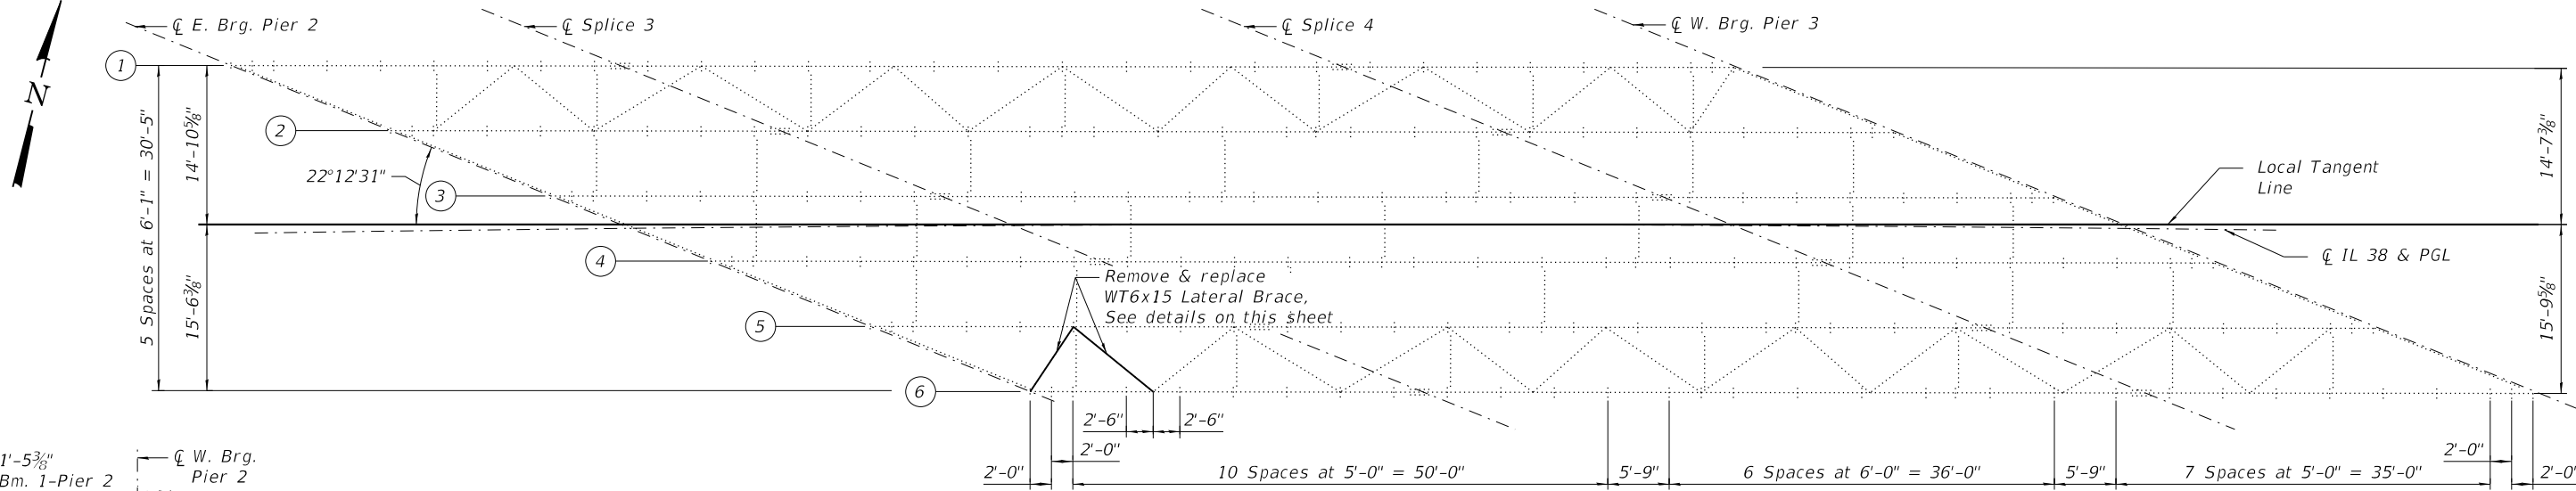 ℄ E. Brg. Pier 2
℄ Splice 3
℄ Splice 4
℄ W. Brg. Pier 3
N
1
2
3
4
5
6
5 Spaces at 6'-1" = 30'-5"
14'-10⅝"
15'-6⅜"
22°12'31"
14'-7⅜"
15'-9⅝"
Local Tangent
Line
℄ IL 38 & PGL
Remove & replace
WT6x15 Lateral Brace,
See details on this sheet
2'-6"
2'-6"
2'-0"
2'-0"
10 Spaces at 5'-0" = 50'-0"
5'-9"
6 Spaces at 6'-0" = 36'-0"
5'-9"
7 Spaces at 5'-0" = 35'-0"
2'-0"
2'-0"
1'-5⅜"
Bm. 1-Pier 2
℄ W. Brg.
Pier 2